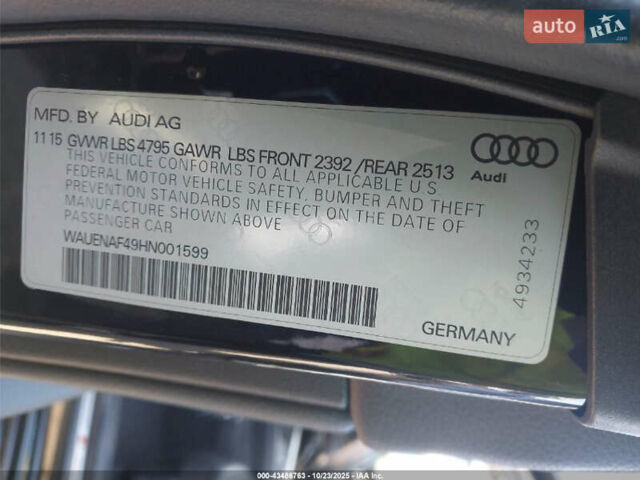 auto RIA
.com
MFD. BY AUDI AG
11 15 GVWR LBS 4795 GAWR LBS FRONT 2392 /REAR 2513
THIS VEHICLE CONFORMS TO ALL APPLICABLE U S
FEDERAL MOTOR VEHICLE SAFETY, BUMPER AND THEFT
PREVENTION STANDARDS IN EFFECT ON THE DATE OF
MANUFACTURE SHOWN ABOVE
PASSENGER CAR
WAUENAF49HN001599
Audi
4934233
GERMANY
000-43468763 - 10/23/2025 - IAA Inc.